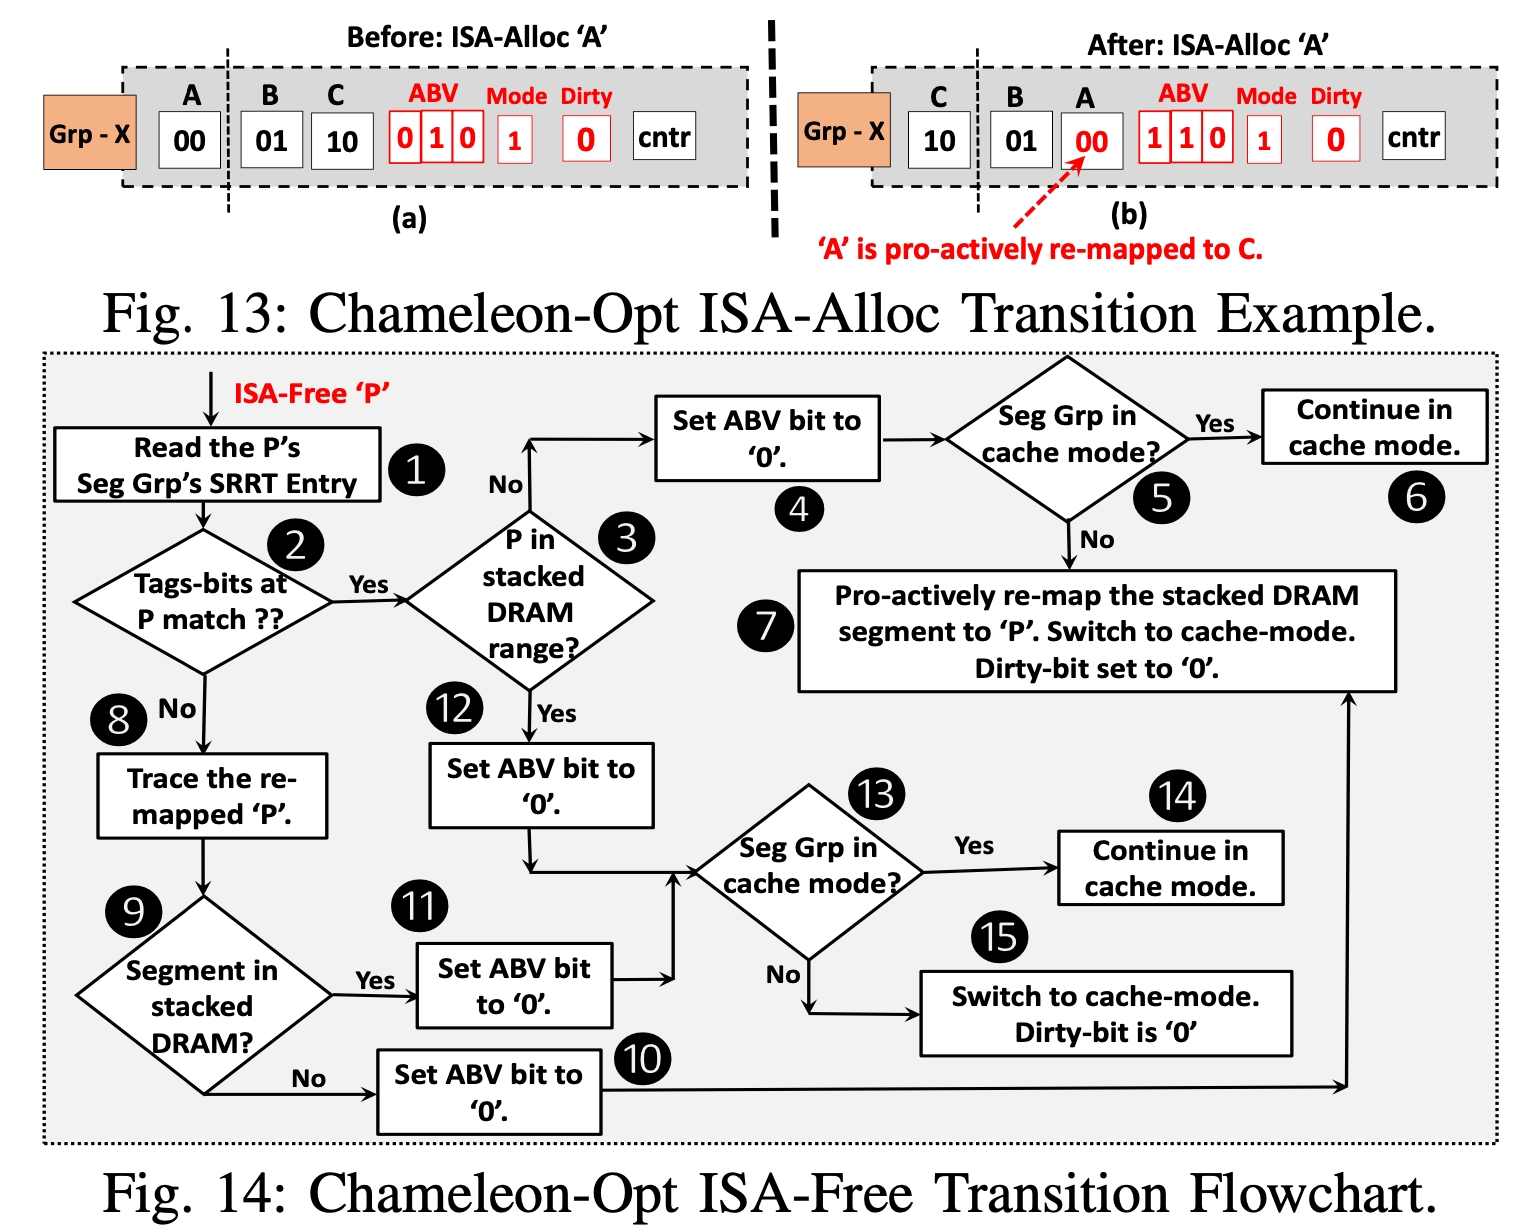 Before: ISA-Alloc ‘A’
A B C ABV Mode Dirty
Grp - X 00 01 10 0 1 0 1 0 cntr
(a)
After: ISA-Alloc ‘A’
C B A ABV Mode Dirty
Grp - X 10 01 00 1 1 0 1 0 cntr
(b)
‘A’ is pro-actively re-mapped to C.
Fig. 13: Chameleon-Opt ISA-Alloc Transition Example.
ISA-Free ‘P’
Read the P’s
Seg Grp’s SRRT Entry
1
2
Tags-bits at
P match ??
Yes
No
3
P in
stacked
DRAM
range?
No
Yes
Set ABV bit to
‘0’.
4
Seg Grp in
cache mode?
5
Yes
No
Continue in
cache mode.
6
7
Pro-actively re-map the stacked DRAM
segment to ‘P’. Switch to cache-mode.
Dirty-bit set to ‘0’.
8
Trace the re-
mapped ‘P’.
9
Segment in
stacked
DRAM?
Yes
No
10
Set ABV bit to
‘0’.
11
Set ABV bit
to ‘0’.
12
Set ABV bit to
‘0’.
13
Seg Grp in
cache mode?
Yes
No
14
Continue in
cache mode.
15
Switch to cache-mode.
Dirty-bit is ‘0’
Fig. 14: Chameleon-Opt ISA-Free Transition Flowchart.